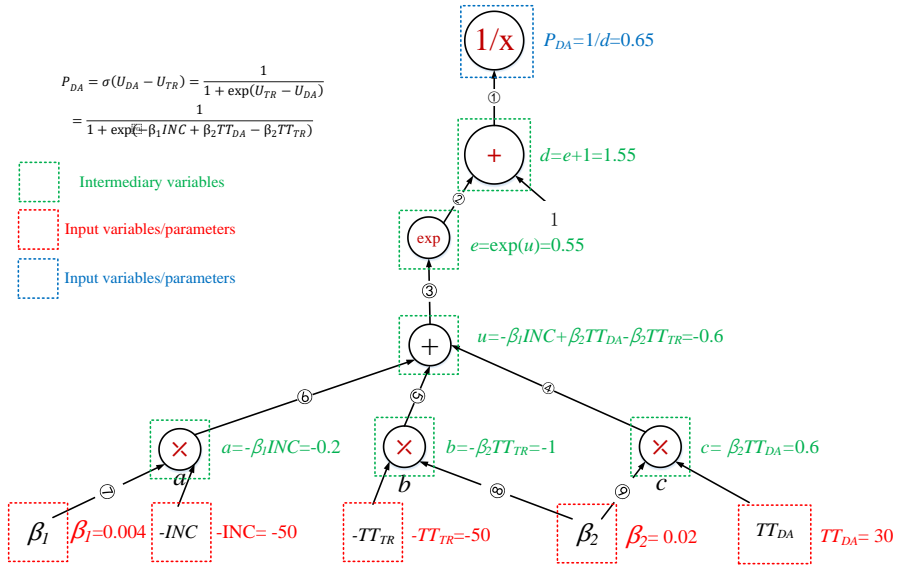 1/x
P_DA=1/d=0.65
P_DA = σ(U_DA − U_TR) = 1 / (1 + exp(U_TR − U_DA))
= 1 / (1 + exp(−β₁INC + β₂TT_DA − β₂TT_TR))
①
+
d=e+1=1.55
Intermediary variables
②
1
Input variables/parameters
exp
e=exp(u)=0.55
Input variables/parameters
③
+
u=-β₁INC+β₂TT_DA-β₂TT_TR=-0.6
⑥
⑤
④
×
a=-β₁INC=-0.2
×
b=-β₂TT_TR=-1
×
c= β₂TT_DA=0.6
a
b
c
⑦
⑧
⑨
β₁
β₁=0.004
-INC
-INC= -50
-TT_TR
-TT_TR=-50
β₂
β₂= 0.02
TT_DA
TT_DA= 30